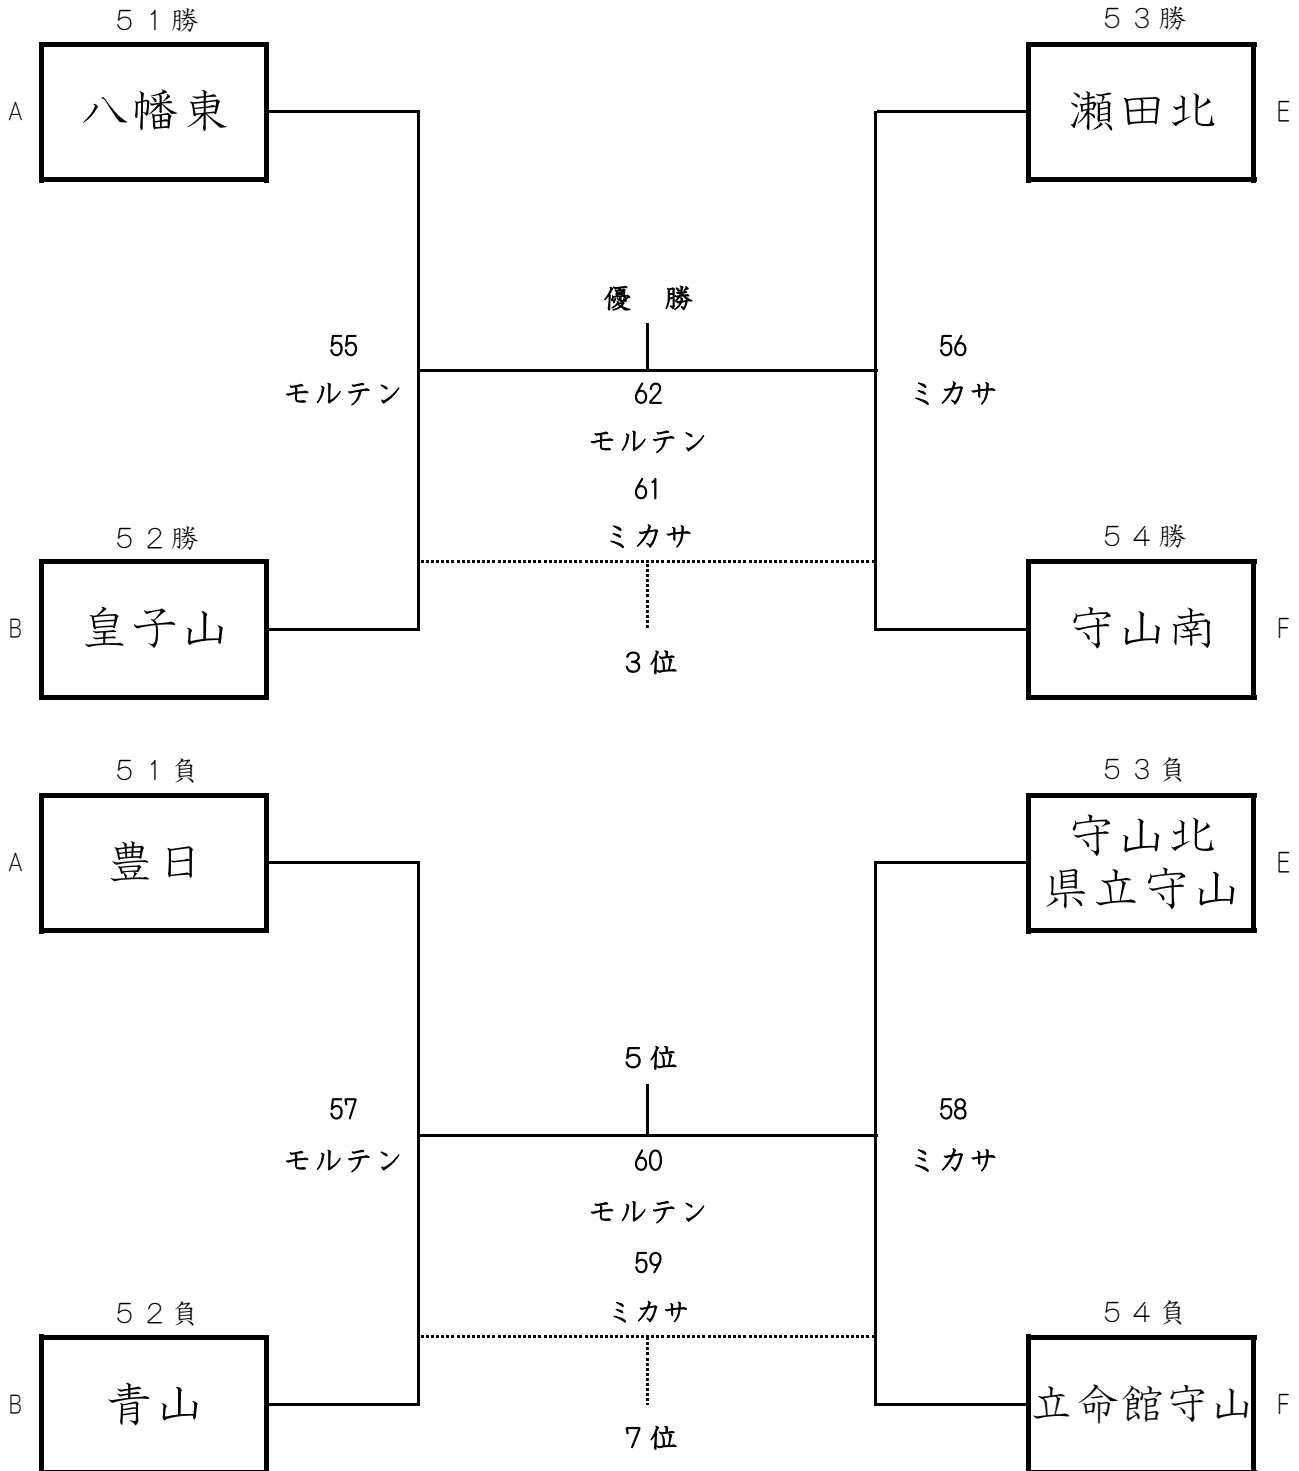 ５１勝
５３勝
A
八幡東
瀬田北
E
優　勝
55
モルテン
56
ミカサ
62
モルテン
61
ミカサ
５２勝
５４勝
B
皇子山
守山南
F
３位
５１負
５３負
A
豊日
守山北
県立守山
E
５位
57
モルテン
58
ミカサ
60
モルテン
59
ミカサ
５２負
５４負
B
青山
立命館守山
F
７位